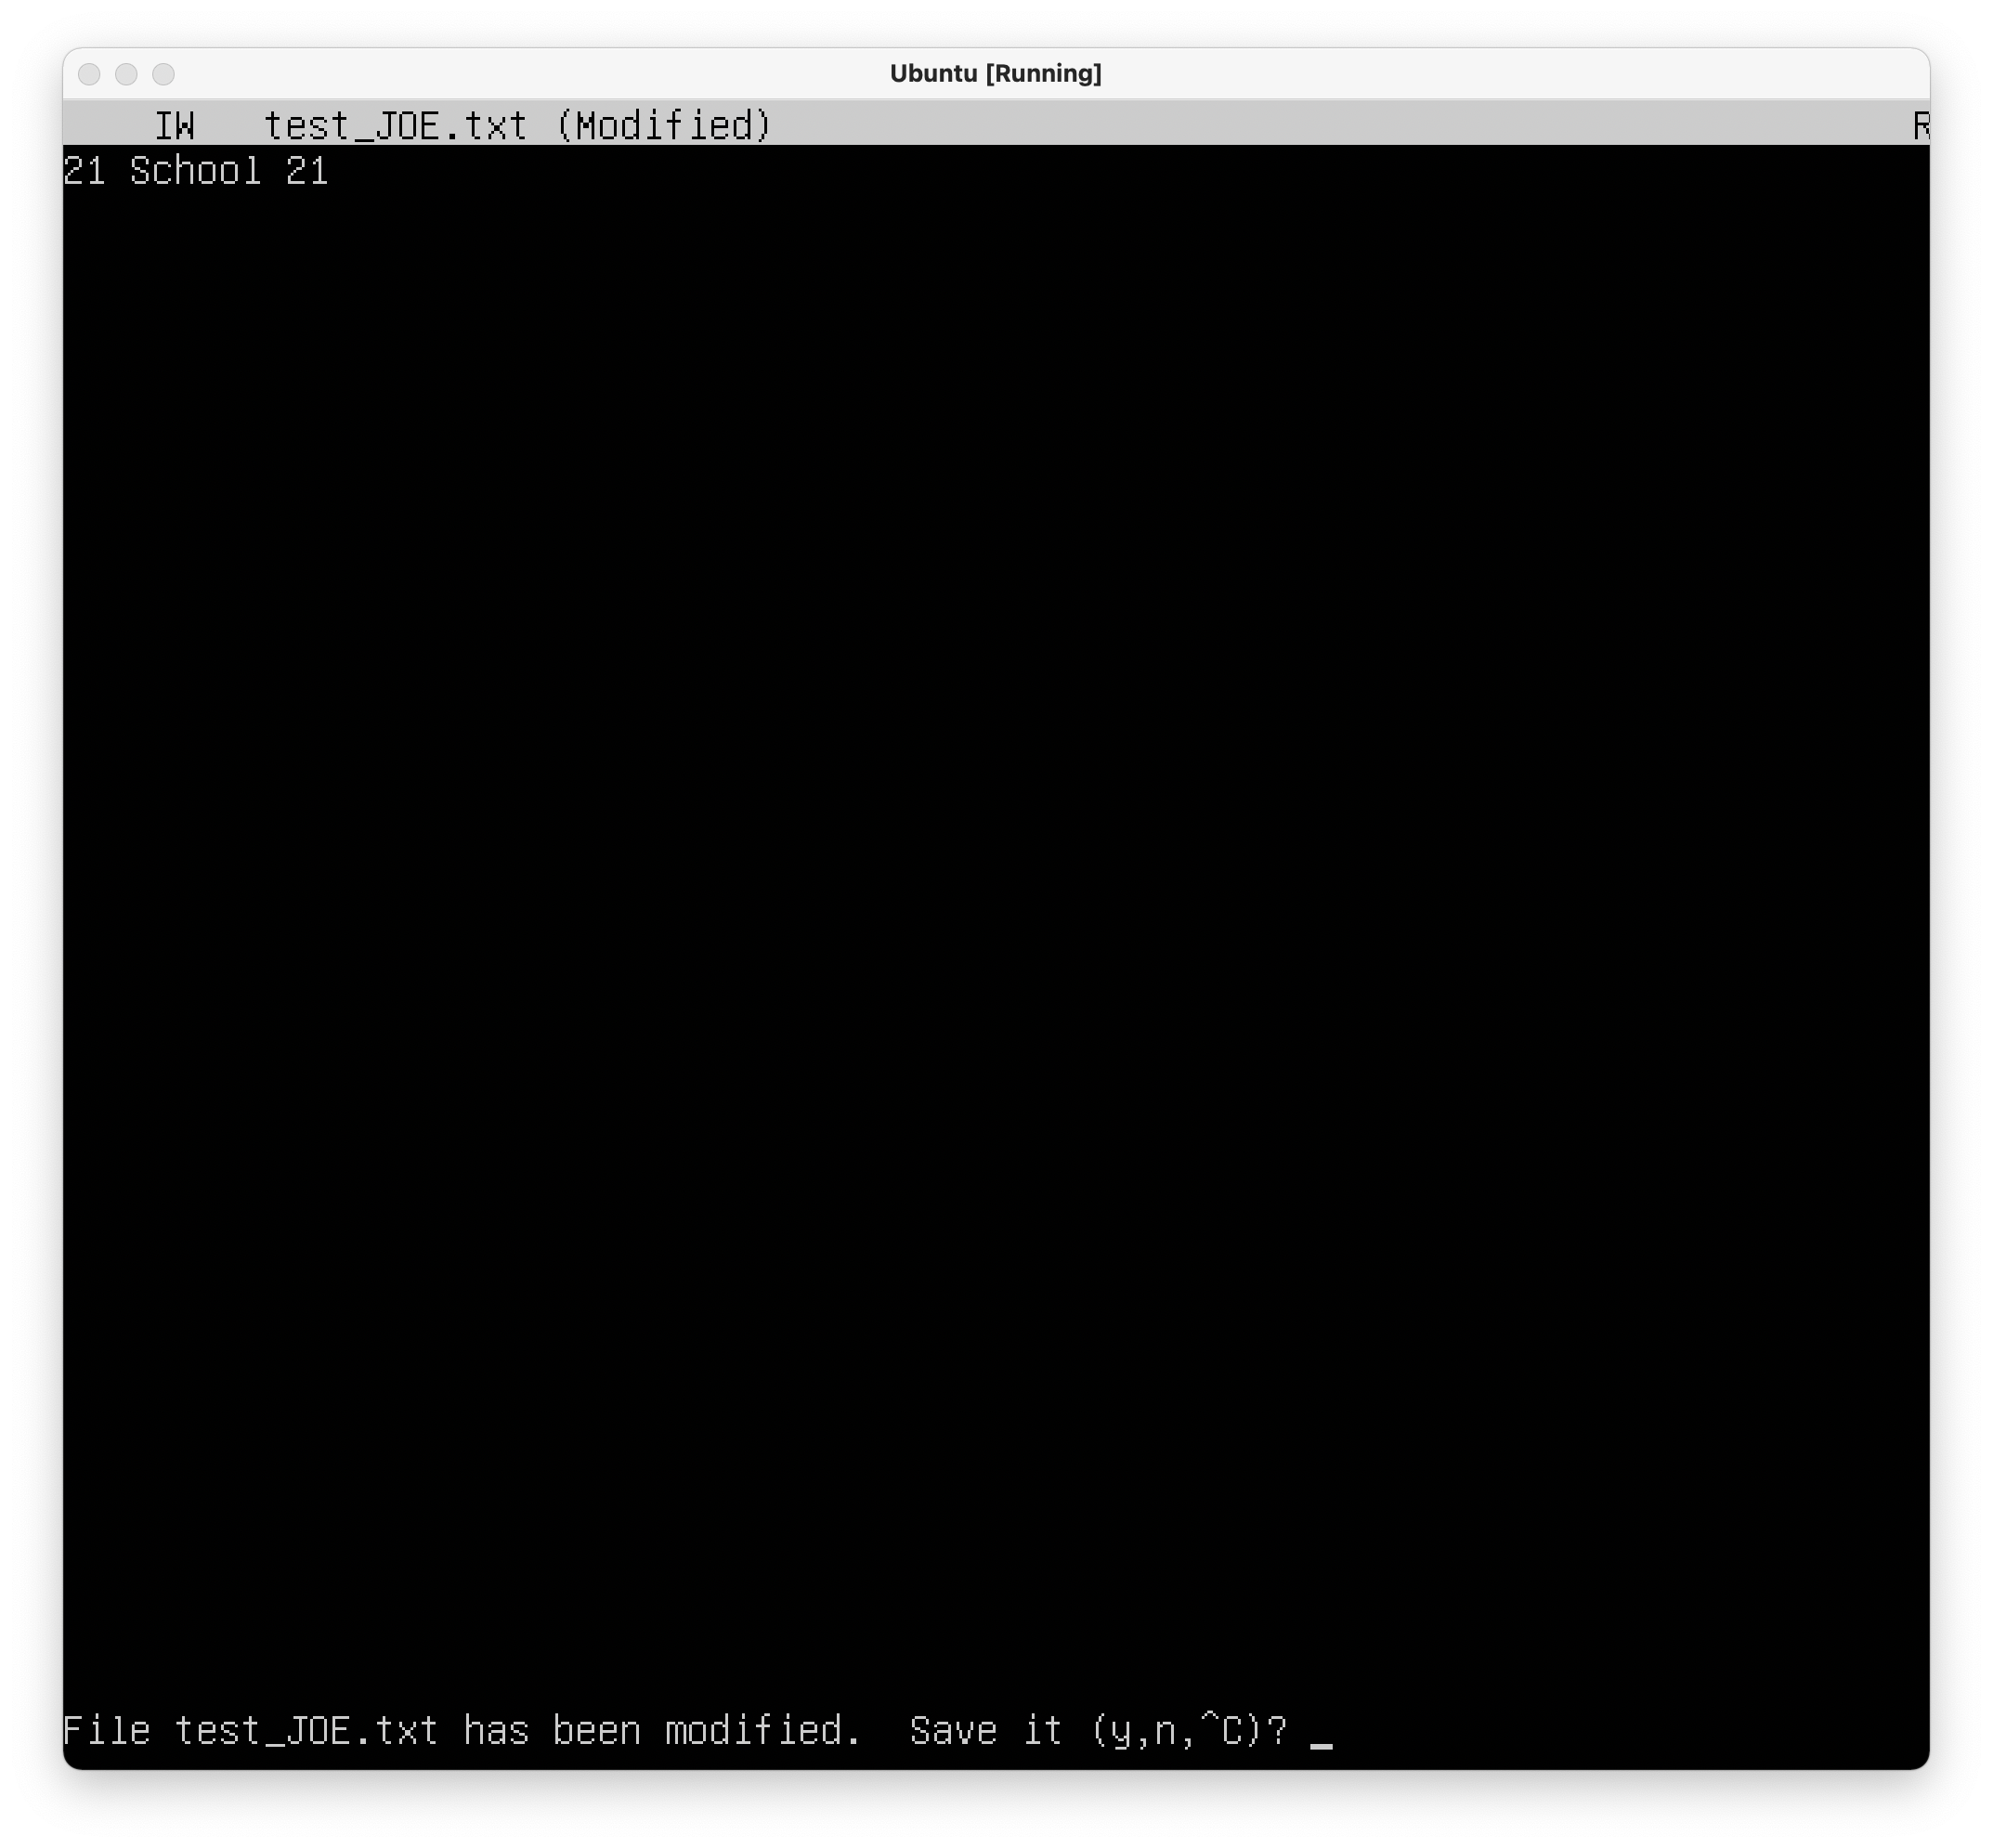 Ubuntu [Running]
IW   test_JOE.txt (Modified)   R
21 School 21
File test_JOE.txt has been modified.  Save it (y,n,^C)? _